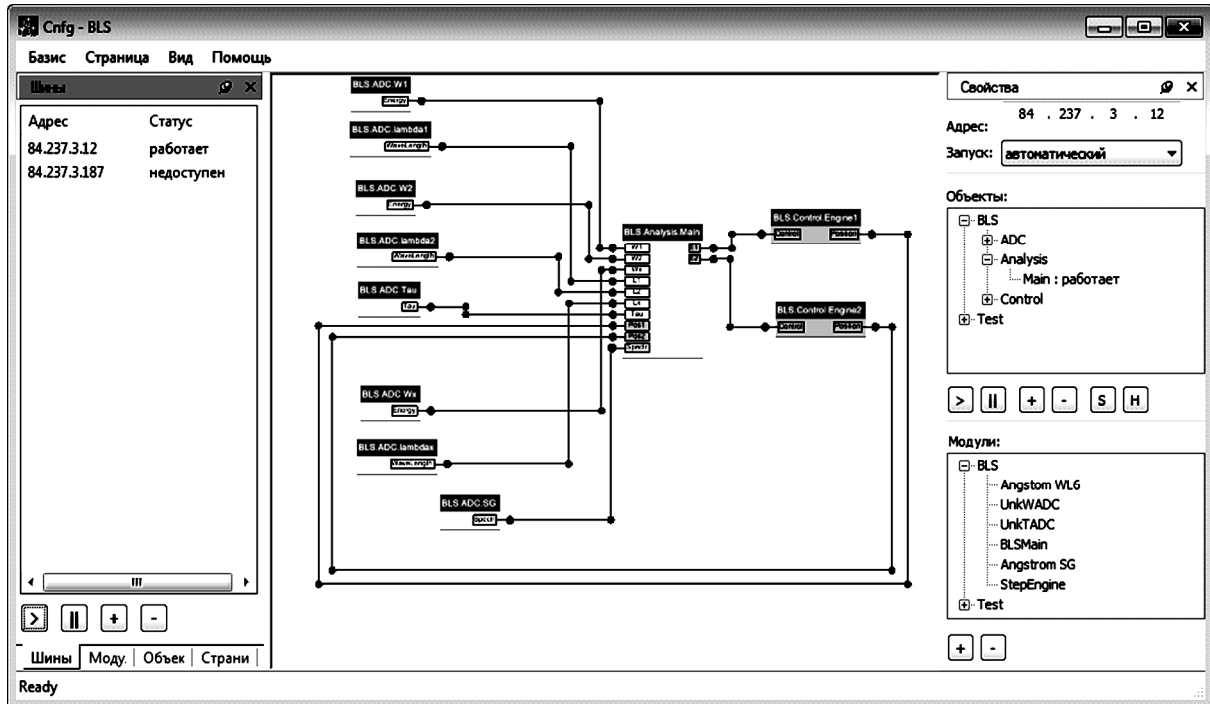 Cnfg - BLS
Базис Страница Вид Помощь
Шины
Адрес Статус
84.237.3.12 работает
84.237.3.187 недоступен
Шины Моду. Объек Страни
Ready
BLS.ADC.W1
Energy
BLS.ADC.lambda1
WaveLength
BLS.ADC.W2
Energy
BLS.ADC.lambda2
WaveLength
BLS.ADC.Tau
Tau
BLS.ADC.Wx
Energy
BLS.ADC.lambdax
WaveLength
BLS.ADC.SG
Spectr
BLS.Analysis.Main
W1
W2
Wx
L1
L2
Lx
Tau
Pos1
Pos2
Spectr
BLS.Control.Engine1
Control Position
BLS.Control.Engine2
Control Position
Свойства
Адрес: 84 . 237 . 3 . 12
Запуск: автоматический
Объекты:
BLS
ADC
Analysis
Main : работает
Control
Test
> || + - S H
Модули:
BLS
Angstom WL6
UnkWADC
UnkTADC
BLSMain
Angstrom SG
StepEngine
Test
+ -